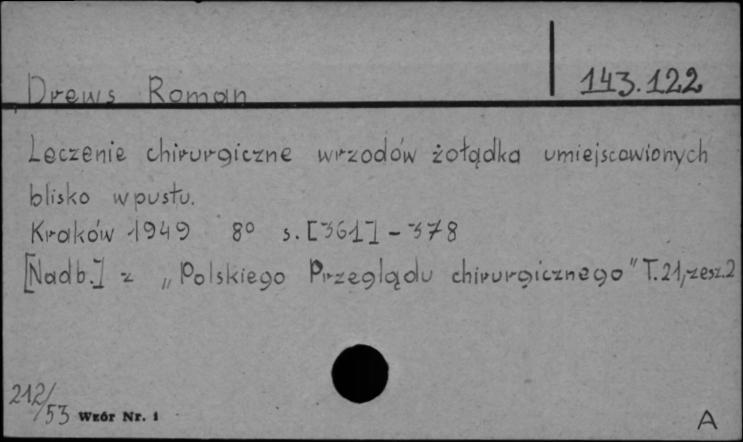 Drews Roman 143.122
Leczenie chirurgiczne wrzodów żołądka umiejscowionych
blisko wpustu.
Kraków 1949 8° s. [361] - 378
[Nadb.] z „Polskiego Przeglądu chirurgicznego" T.21, zesz.2
212/53 Wzór Nr. 1 A